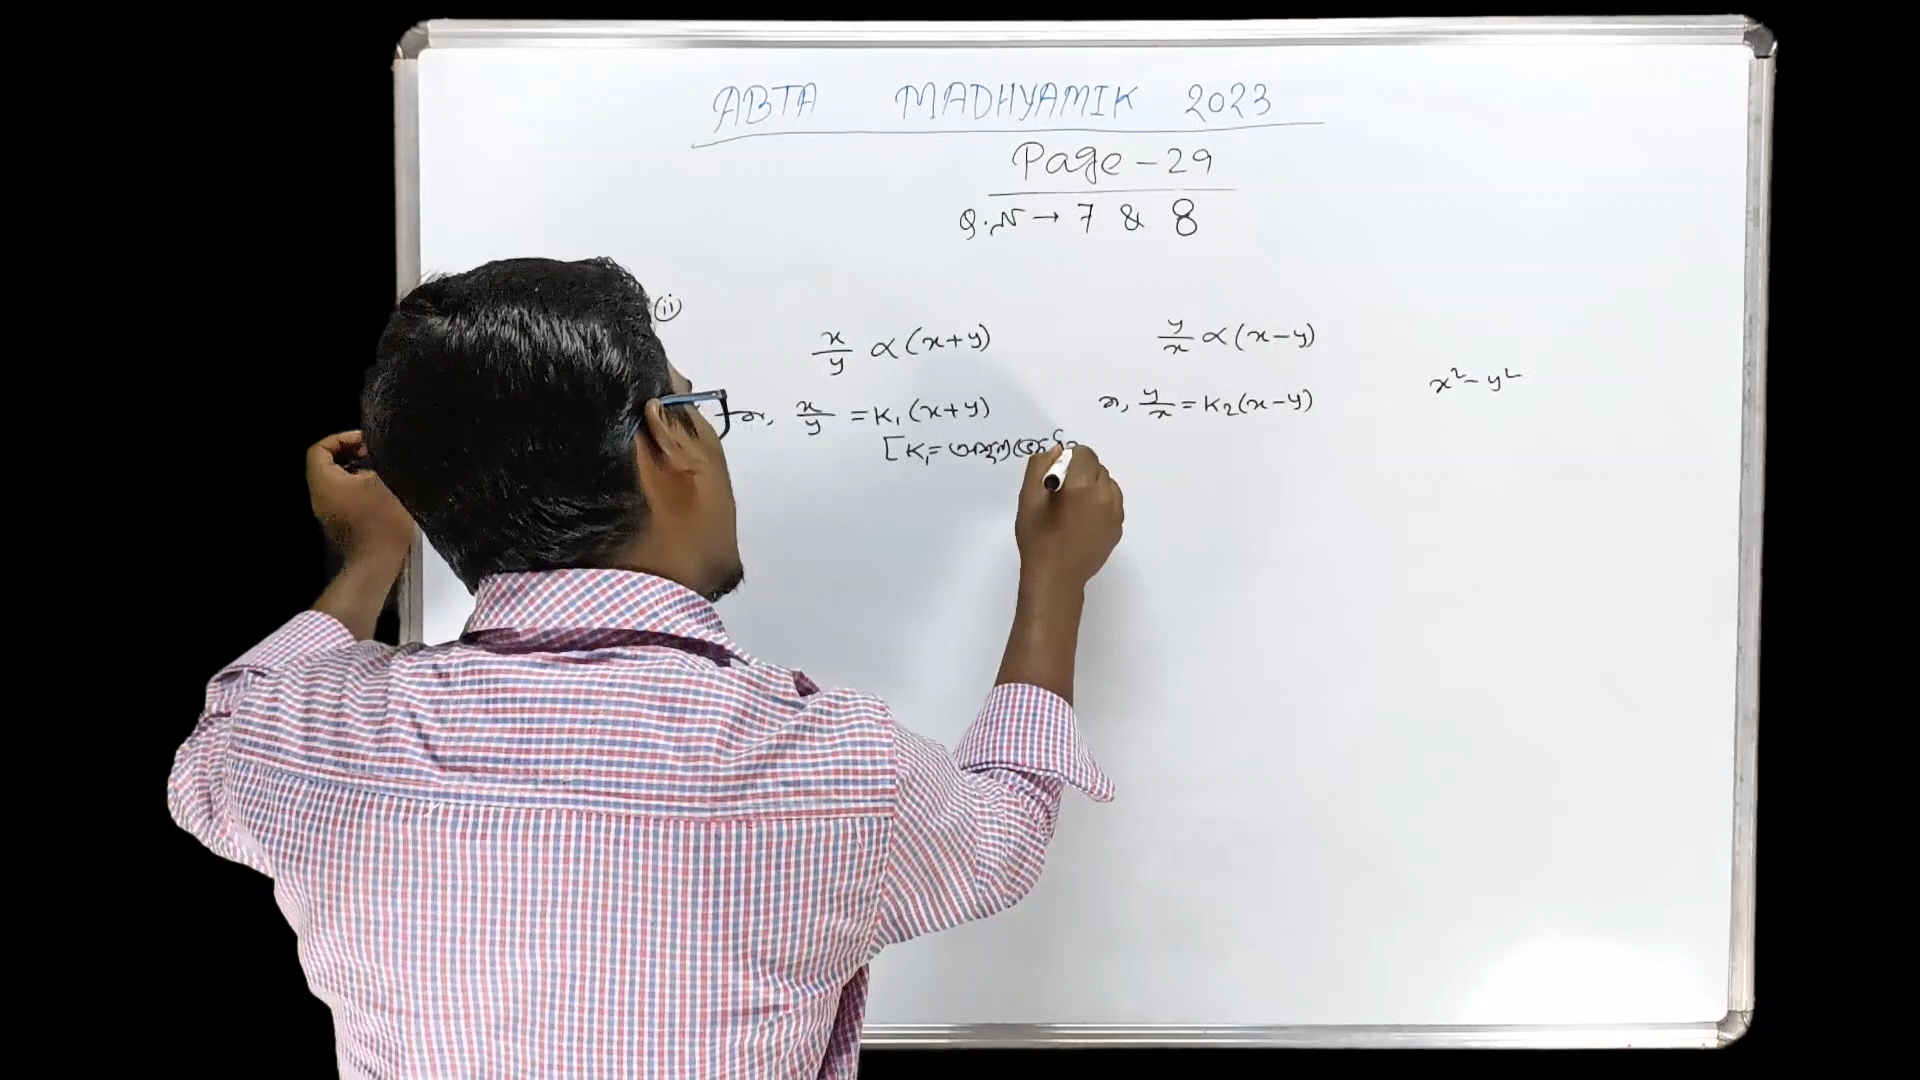 ABTA MADHYAMIK 2023
Page - 29
Q.N → 7 & 8
(ii)
x/y ∝ (x+y)
বা, x/y = K₁(x+y)
[K₁=
y/x ∝ (x-y)
বা, y/x = K₂(x-y)
x² - y²